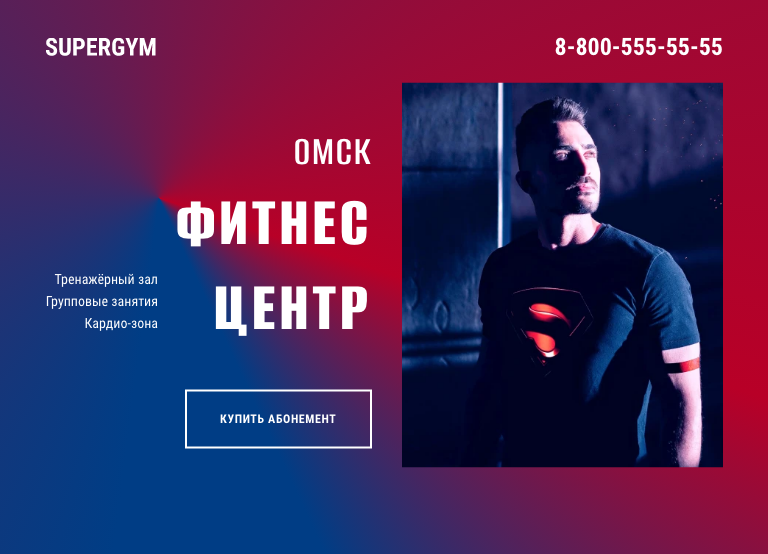 SUPERGYM
8-800-555-55-55
ОМСК
ФИТНЕС
ЦЕНТР
Тренажёрный зал
Групповые занятия
Кардио-зона
КУПИТЬ АБОНЕМЕНТ